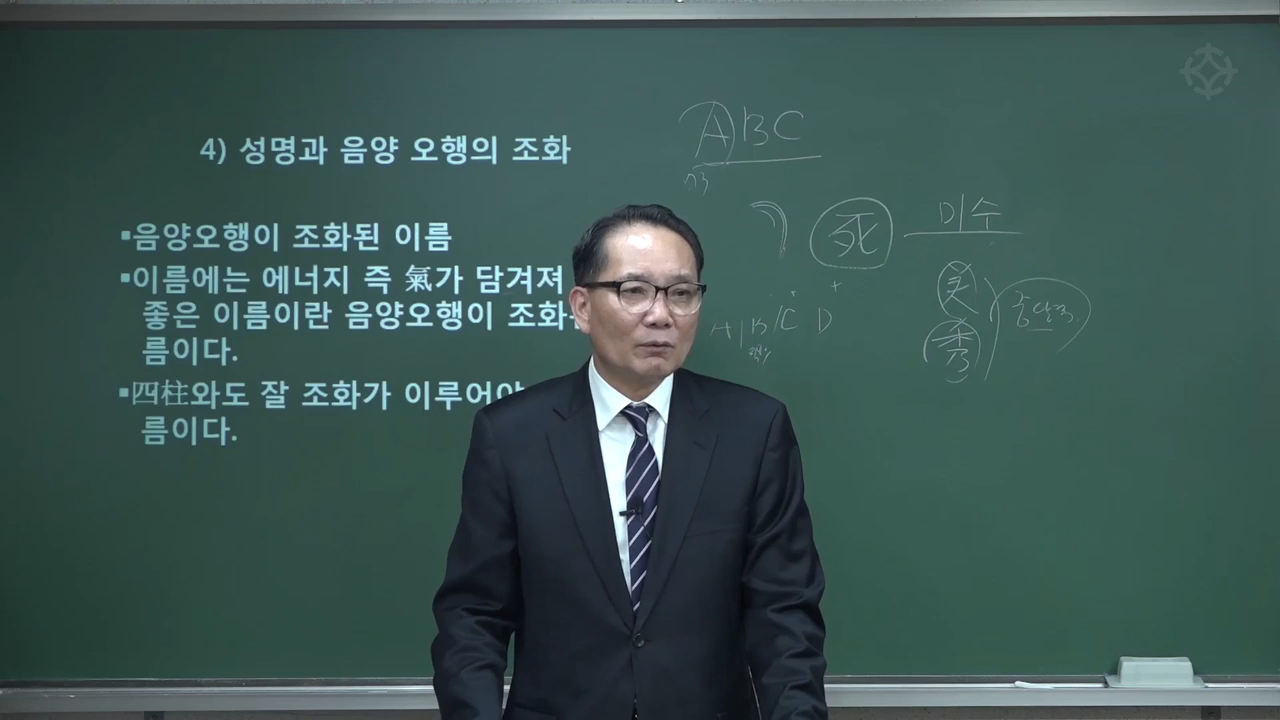 4) 성명과 음양 오행의 조화
▪음양오행이 조화된 이름
▪이름에는 에너지 즉 氣가 담겨져
좋은 이름이란 음양오행이 조화
름이다.
▪四柱와도 잘 조화가 이루어야
름이다.
ABC
死
미수
美
秀
A/B/C D